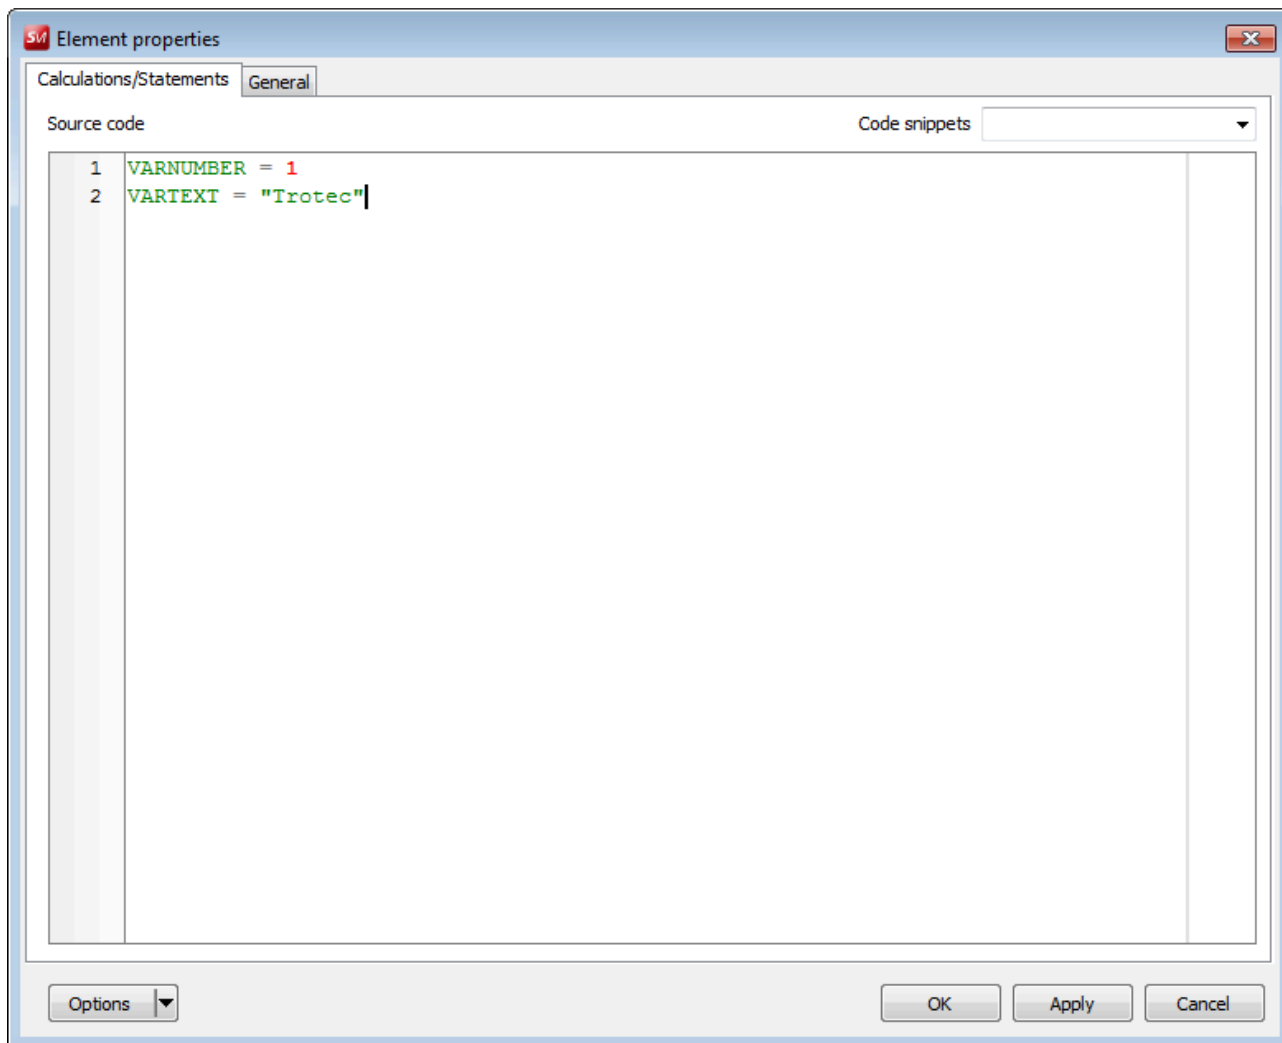 SM Element properties
Calculations/Statements General
Source code Code snippets
1 VARNUMBER = 1
2 VARTEXT = "Trotec"
Options OK Apply Cancel